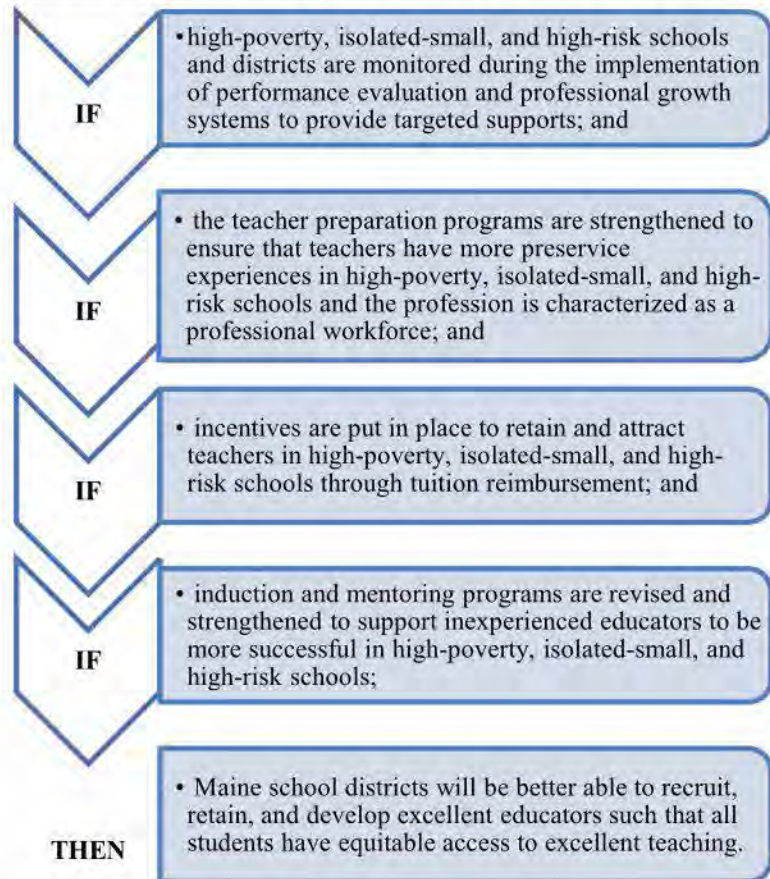 IF
•high-poverty, isolated-small, and high-risk schools
and districts are monitored during the implementation
of performance evaluation and professional growth
systems to provide targeted supports; and
IF
• the teacher preparation programs are strengthened to
ensure that teachers have more preservice
experiences in high-poverty, isolated-small, and high-
risk schools and the profession is characterized as a
professional workforce; and
IF
• incentives are put in place to retain and attract
teachers in high-poverty, isolated-small, and high-
risk schools through tuition reimbursement; and
IF
• induction and mentoring programs are revised and
strengthened to support inexperienced educators to be
more successful in high-poverty, isolated-small, and
high-risk schools;
THEN
• Maine school districts will be better able to recruit,
retain, and develop excellent educators such that all
students have equitable access to excellent teaching.